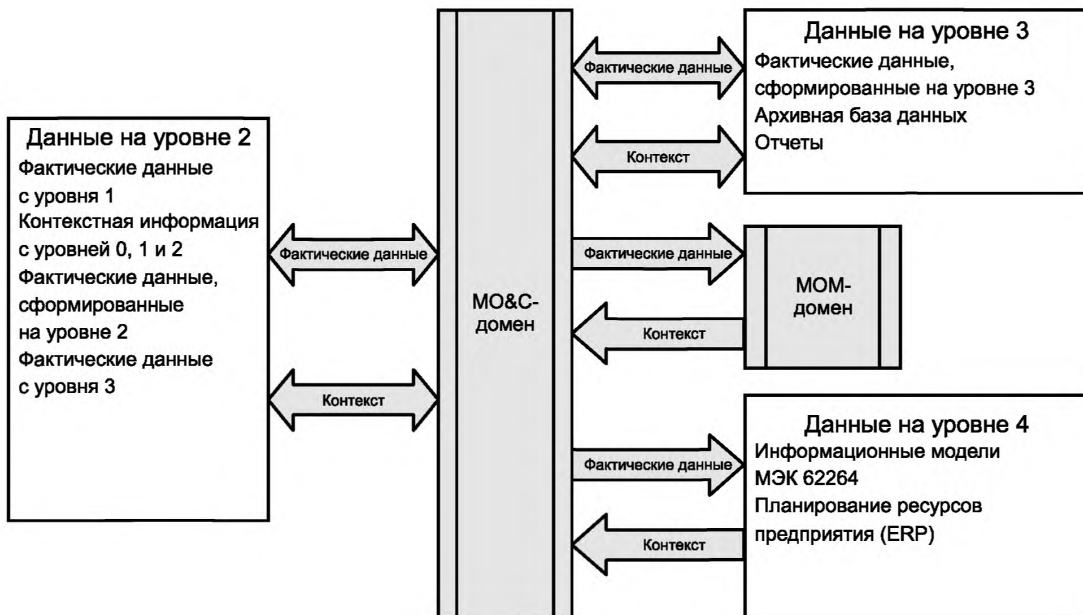 Данные на уровне 2
Фактические данные
с уровня 1
Контекстная информация
с уровней 0, 1 и 2
Фактические данные,
сформированные
на уровне 2
Фактические данные
с уровня 3
Фактические данные
Контекст
MO&C-
домен
Фактические данные
Контекст
Фактические данные
Контекст
Фактические данные
Контекст
Данные на уровне 3
Фактические данные,
сформированные на уровне 3
Архивная база данных
Отчеты
МОМ-
домен
Данные на уровне 4
Информационные модели
МЭК 62264
Планирование ресурсов
предприятия (ERP)